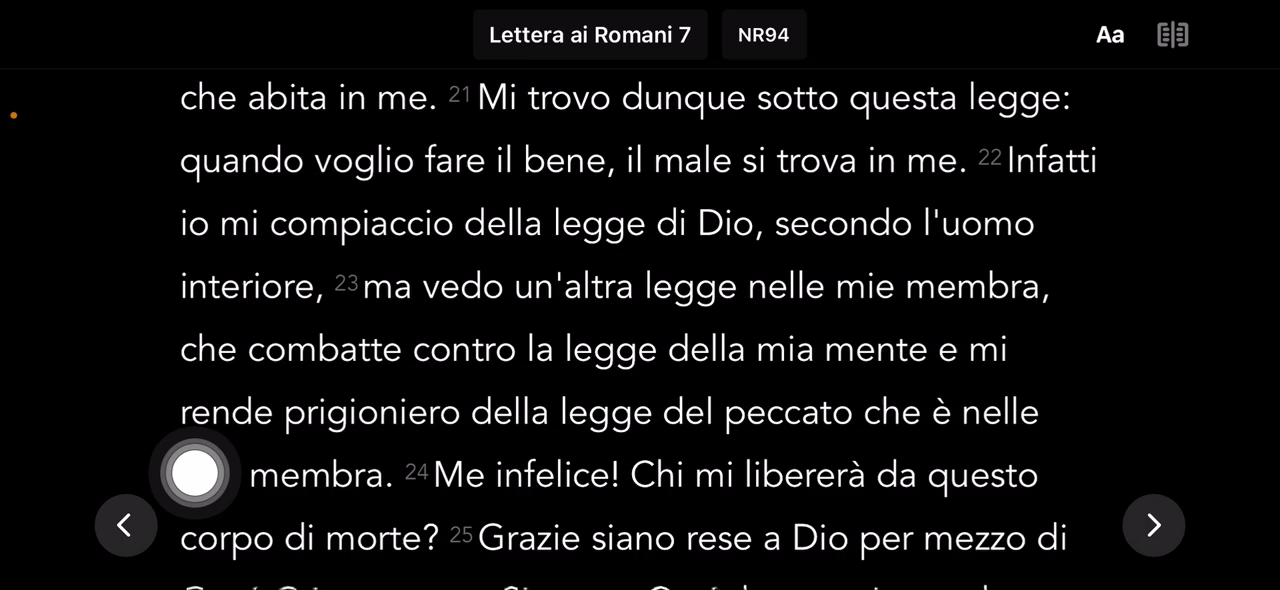 Lettera ai Romani 7 NR94 Aa
che abita in me. 21 Mi trovo dunque sotto questa legge:
quando voglio fare il bene, il male si trova in me. 22 Infatti
io mi compiaccio della legge di Dio, secondo l'uomo
interiore, 23 ma vedo un'altra legge nelle mie membra,
che combatte contro la legge della mia mente e mi
rende prigioniero della legge del peccato che è nelle
membra. 24 Me infelice! Chi mi libererà da questo
corpo di morte? 25 Grazie siano rese a Dio per mezzo di